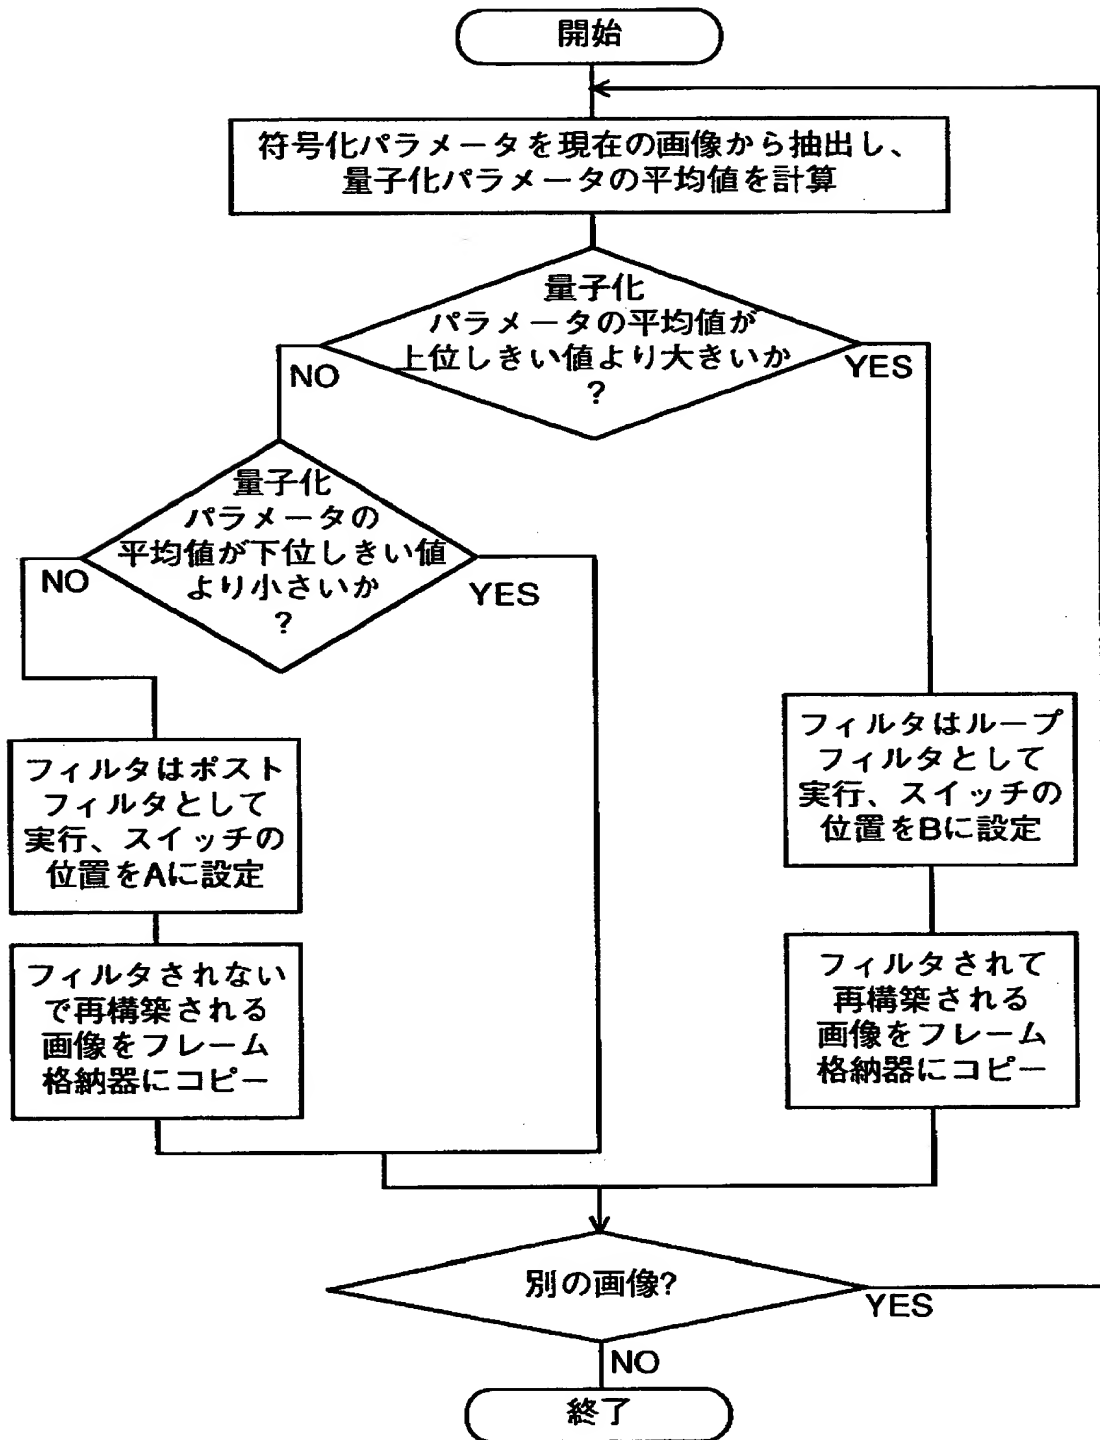 開始
符号化パラメータを現在の画像から抽出し、
量子化パラメータの平均値を計算
量子化
パラメータの平均値が
上位しきい値より大きいか
?
NO
YES
量子化
パラメータの
平均値が下位しきい値
より小さいか
?
NO
YES
フィルタはポスト
フィルタとして
実行、スイッチの
位置をAに設定
フィルタはループ
フィルタとして
実行、スイッチの
位置をBに設定
フィルタされない
で再構築される
画像をフレーム
格納器にコピー
フィルタされて
再構築される
画像をフレーム
格納器にコピー
別の画像?
YES
NO
終了